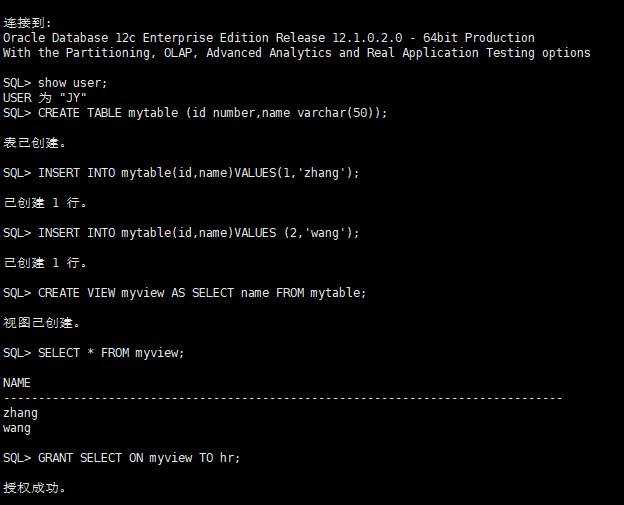 连接到:
Oracle Database 12c Enterprise Edition Release 12.1.0.2.0 - 64bit Production
With the Partitioning, OLAP, Advanced Analytics and Real Application Testing options
SQL> show user;
USER 为 "JY"
SQL> CREATE TABLE mytable (id number,name varchar(50));
表已创建。
SQL> INSERT INTO mytable(id,name)VALUES(1,'zhang');
已创建 1 行。
SQL> INSERT INTO mytable(id,name)VALUES (2,'wang');
已创建 1 行。
SQL> CREATE VIEW myview AS SELECT name FROM mytable;
视图已创建。
SQL> SELECT * FROM myview;
NAME
--------------------------------------------------------------------------------
zhang
wang
SQL> GRANT SELECT ON myview TO hr;
授权成功。